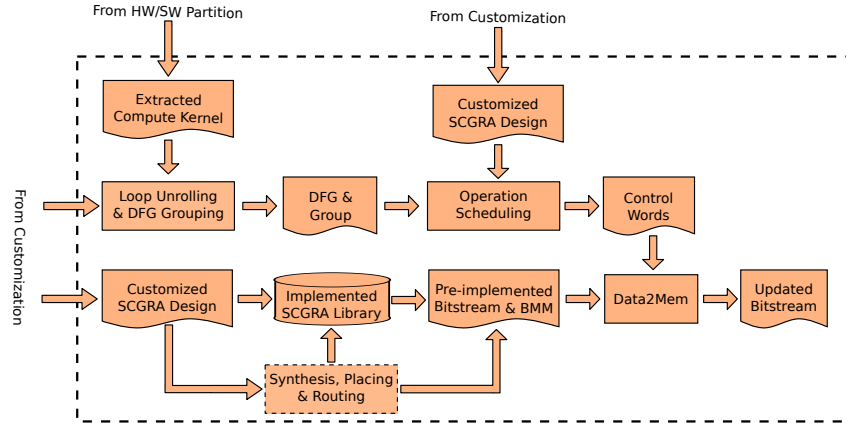 From HW/SW Partition
From Customization
Extracted
Compute Kernel
Customized
SCGRA Design
From Customization
Loop Unrolling
& DFG Grouping
DFG &
Group
Operation
Scheduling
Control
Words
Customized
SCGRA Design
Implemented
SCGRA Library
Pre-implemented
Bitstream & BMM
Data2Mem
Updated
Bitstream
Synthesis, Placing
& Routing